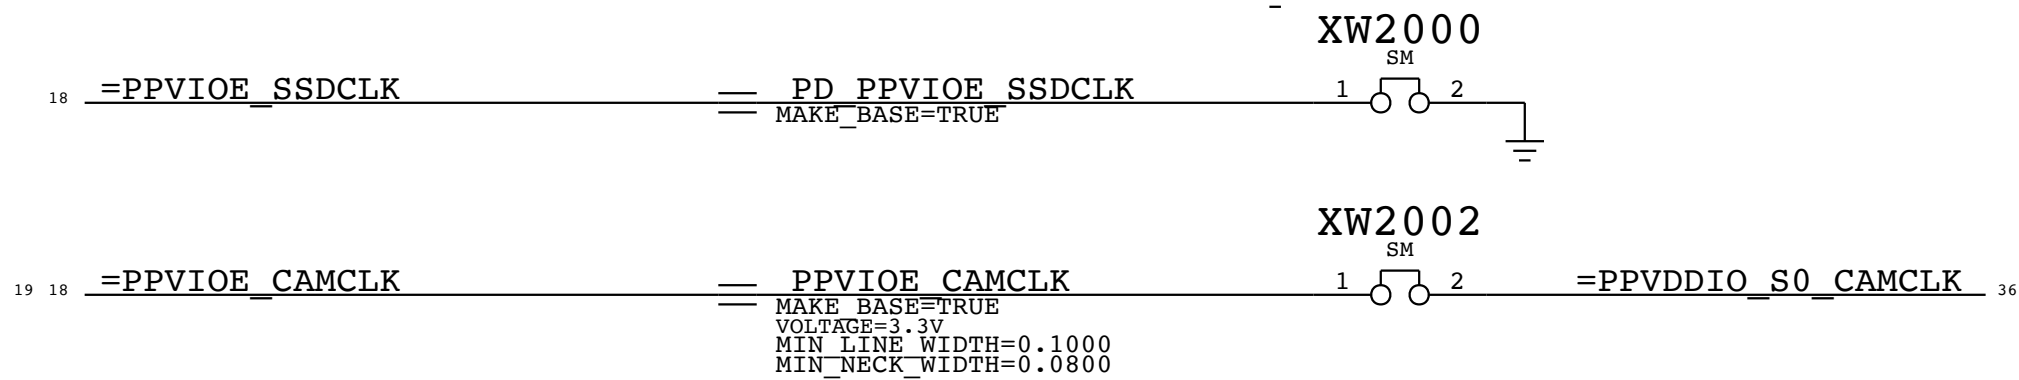 XW2000
SM
18 =PPVIOE_SSDCLK PD_PPVIOE_SSDCLK 1 2
MAKE_BASE=TRUE
XW2002
SM
19 18 =PPVIOE_CAMCLK PPVIOE_CAMCLK 1 2 =PPVDDIO_S0_CAMCLK 36
MAKE_BASE=TRUE
VOLTAGE=3.3V
MIN_LINE_WIDTH=0.1000
MIN_NECK_WIDTH=0.0800